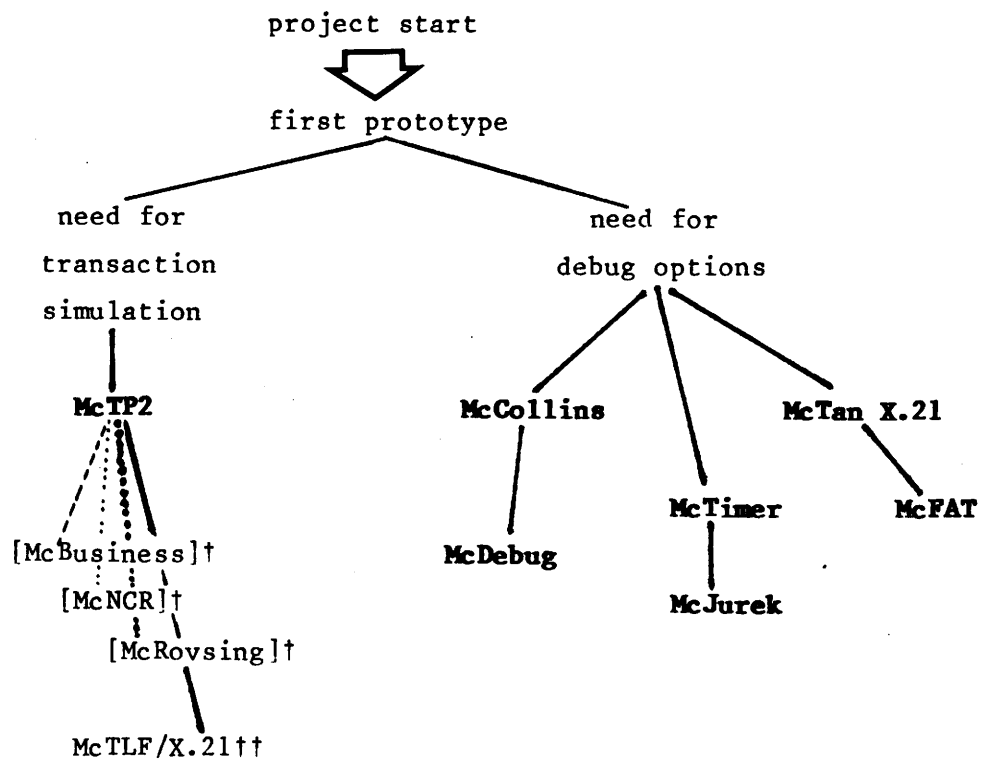 project start
first prototype
need for
transaction
simulation
need for
debug options
McTP2
McCollins
McTan X.21
McTimer
McFAT
[McBusiness]†
McDebug
[McNCR]†
McJurek
[McRovsing]†
McTLF/X.21††